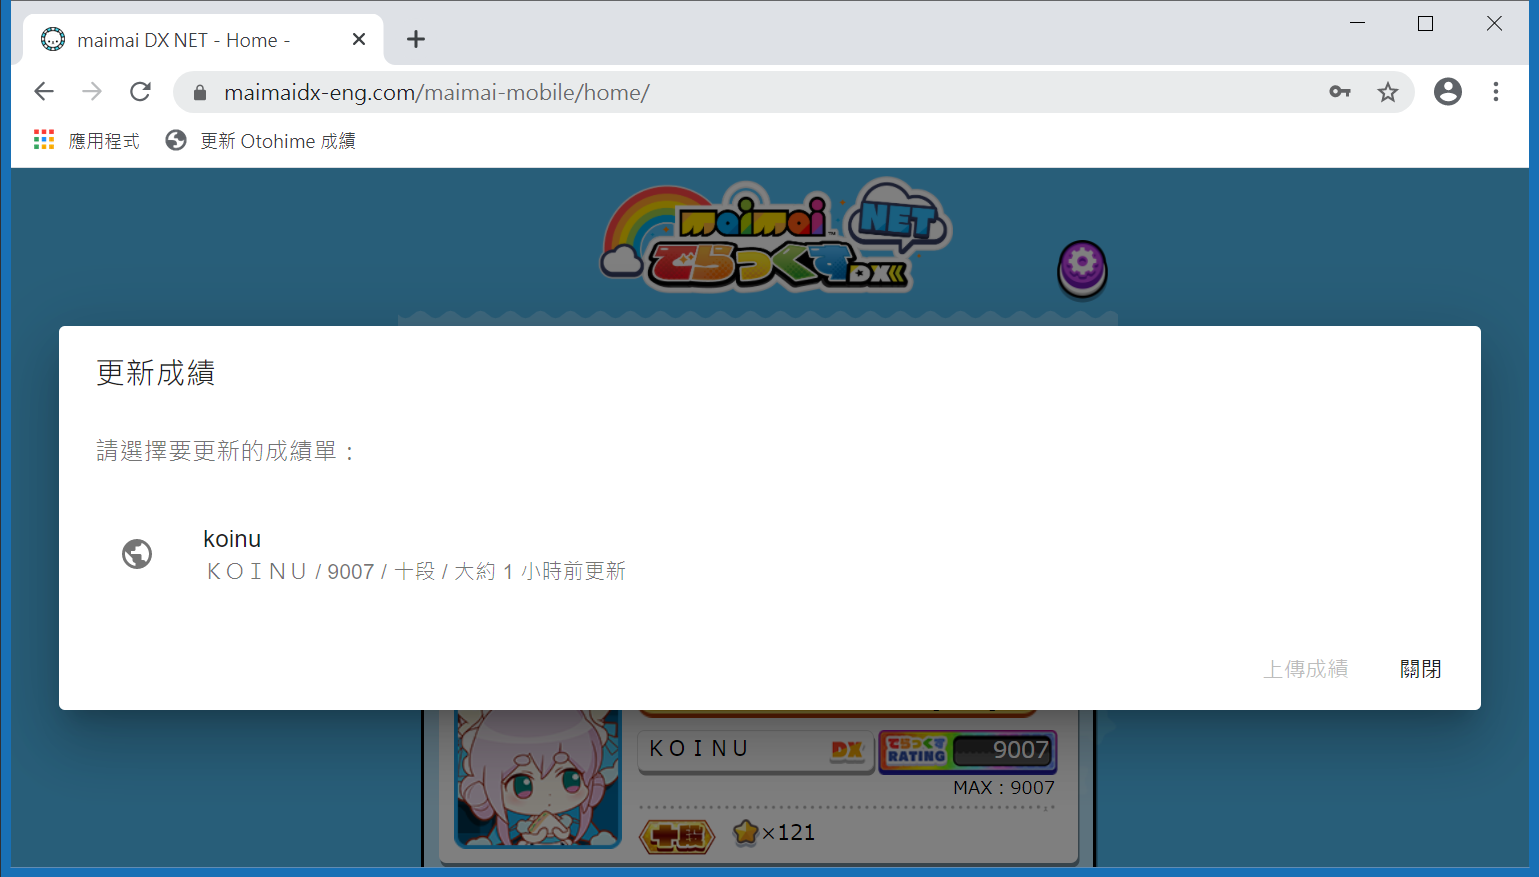 maimai DX NET - Home -
maimaidx-eng.com/maimai-mobile/home/
應用程式
更新 Otohime 成績
maimai NET
でらっくす DX
更新成績
請選擇要更新的成績單：
koinu
ＫＯＩＮＵ / 9007 / 十段 / 大約 1 小時前更新
上傳成績
關閉
ＫＯＩＮＵ
DX
でらっくす RATING
9007
MAX：9007
十段
×121